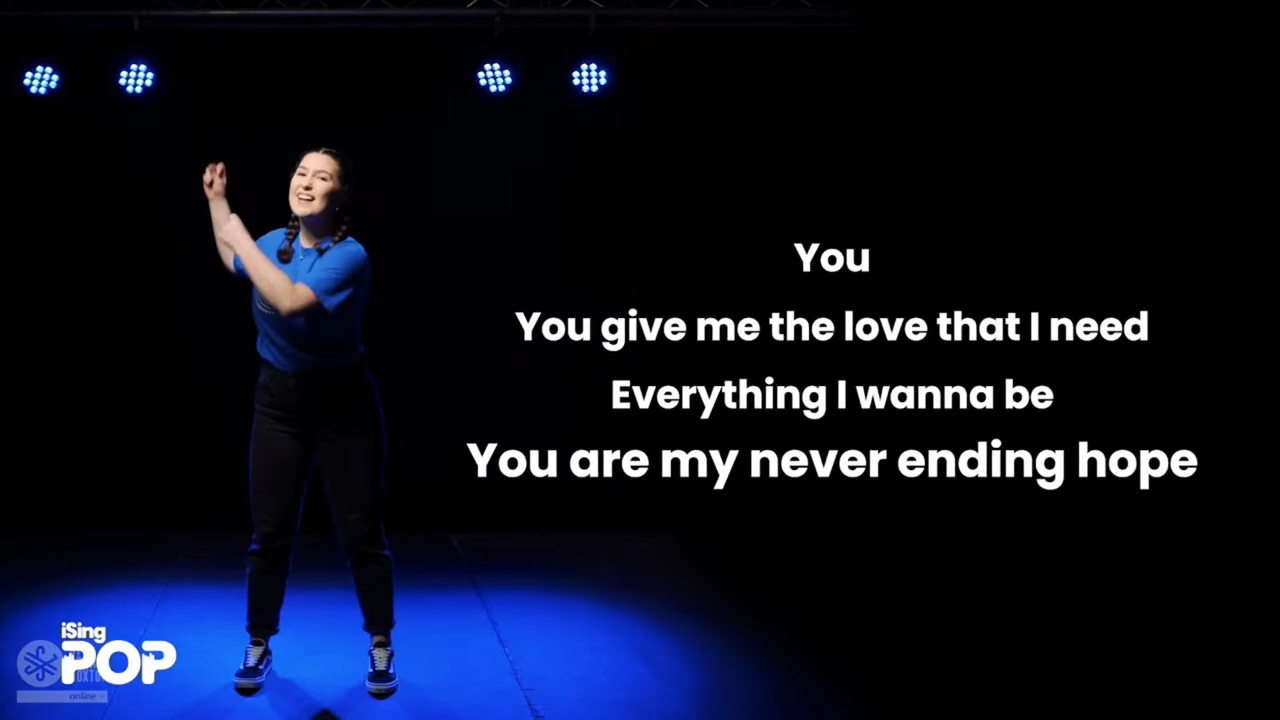 You
You give me the love that I need
Everything I wanna be
You are my never ending hope
iSing
POP
online